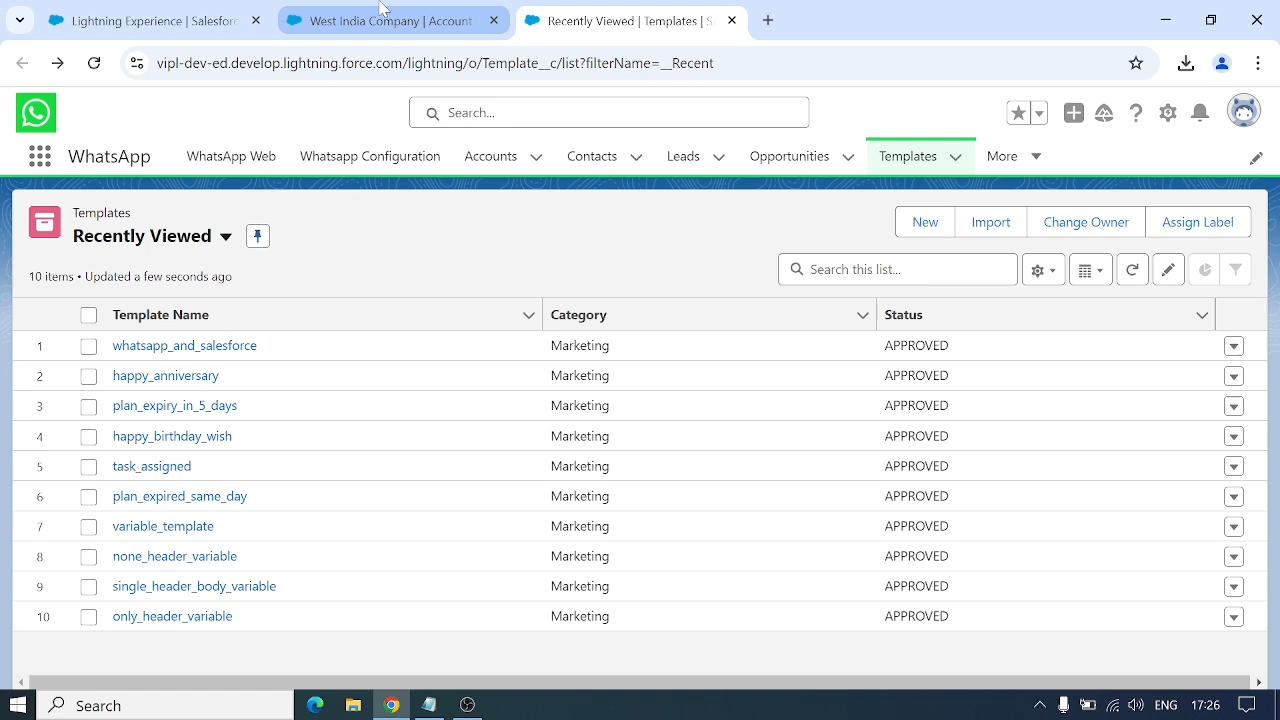 Lightning Experience | Salesforc
West India Company | Account
Recently Viewed | Templates | S
vipl-dev-ed.develop.lightning.force.com/lightning/o/Template__c/list?filterName=__Recent
Search...
WhatsApp
WhatsApp Web
Whatsapp Configuration
Accounts
Contacts
Leads
Opportunities
Templates
More
Templates
Recently Viewed
New
Import
Change Owner
Assign Label
10 items • Updated a few seconds ago
Search this list...
Template Name Category Status
1 whatsapp_and_salesforce Marketing APPROVED
2 happy_anniversary Marketing APPROVED
3 plan_expiry_in_5_days Marketing APPROVED
4 happy_birthday_wish Marketing APPROVED
5 task_assigned Marketing APPROVED
6 plan_expired_same_day Marketing APPROVED
7 variable_template Marketing APPROVED
8 none_header_variable Marketing APPROVED
9 single_header_body_variable Marketing APPROVED
10 only_header_variable Marketing APPROVED
Search
ENG
17:26